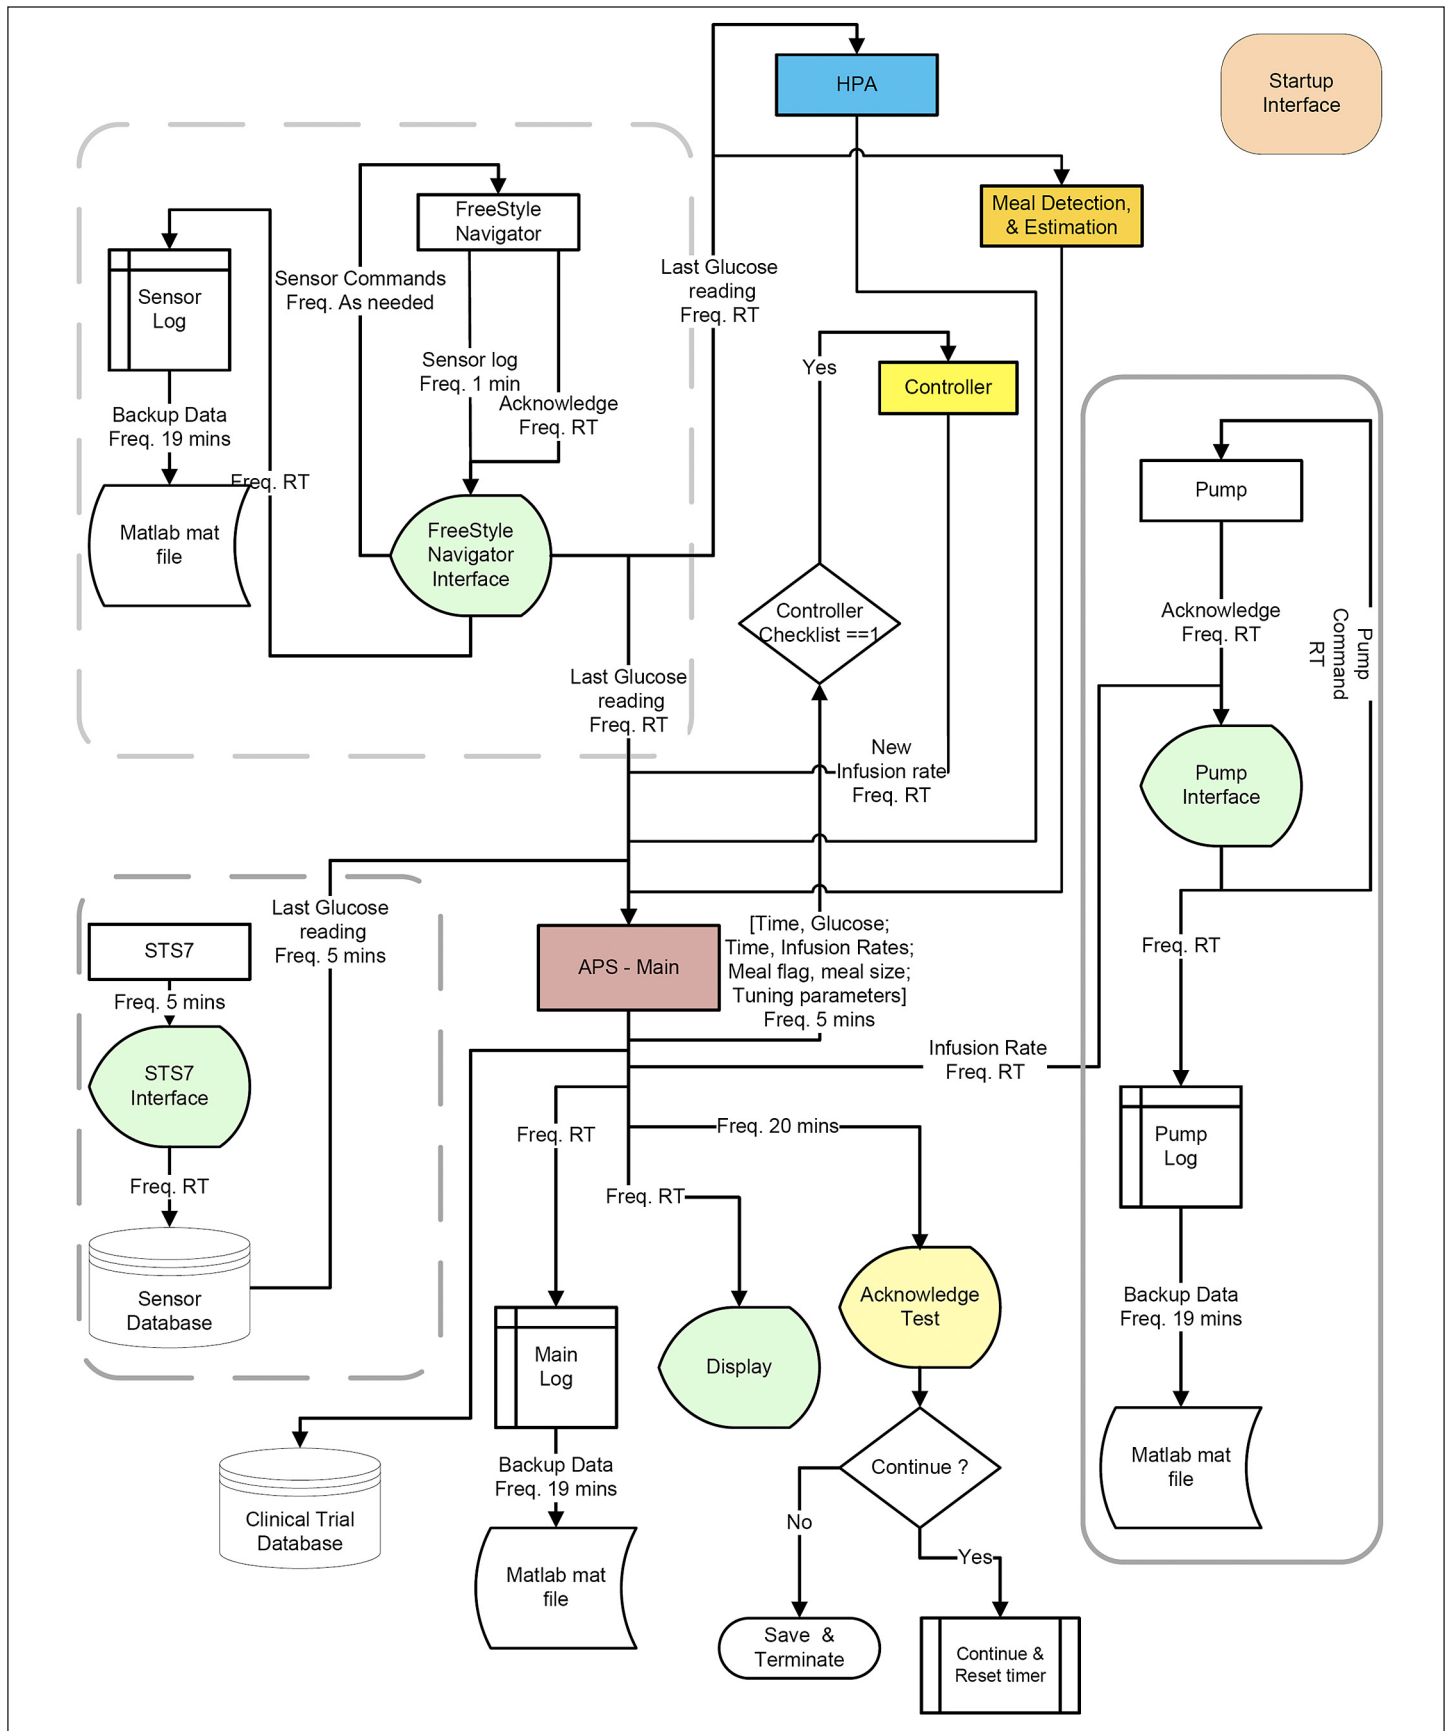 HPA
Startup
Interface
Meal Detection,
& Estimation
FreeStyle
Navigator
Sensor
Log
Sensor Commands
Freq. As needed
Last Glucose
reading
Freq. RT
Sensor log
Freq. 1 min
Acknowledge
Freq. RT
Yes
Controller
Backup Data
Freq. 19 mins
Freq. RT
Matlab mat
file
FreeStyle
Navigator
Interface
Pump
Controller
Checklist ==1
Acknowledge
Freq. RT
Pump
Command
RT
Last Glucose
reading
Freq. RT
New
Infusion rate
Freq. RT
Pump
Interface
Last Glucose
reading
Freq. 5 mins
STS7
Freq. 5 mins
APS - Main
[Time, Glucose;
Time, Infusion Rates;
Meal flag, meal size;
Tuning parameters]
Freq. 5 mins
Freq. RT
STS7
Interface
Infusion Rate
Freq. RT
Freq. RT
Freq. 20 mins
Pump
Log
Freq. RT
Freq. RT
Sensor
Database
Main
Log
Display
Acknowledge
Test
Backup Data
Freq. 19 mins
Backup Data
Freq. 19 mins
Continue ?
Matlab mat
file
Clinical Trial
Database
No
Yes
Matlab mat
file
Save &
Terminate
Continue &
Reset timer